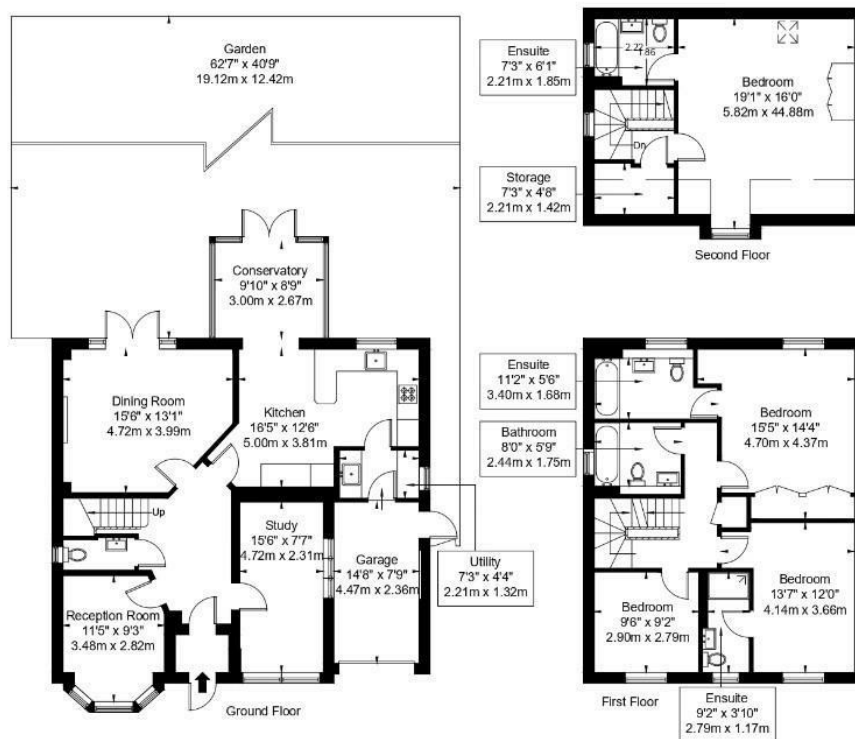 Garden
62'7" x 40'9"
19.12m x 12.42m
Conservatory
9'10" x 8'9"
3.00m x 2.67m
Dining Room
15'6" x 13'1"
4.72m x 3.99m
Kitchen
16'5" x 12'6"
5.00m x 3.81m
Up
Study
15'6" x 7'7"
4.72m x 2.31m
Garage
14'8" x 7'9"
4.47m x 2.36m
Utility
7'3" x 4'4"
2.21m x 1.32m
Reception Room
11'5" x 9'3"
3.48m x 2.82m
Ground Floor
Ensuite
7'3" x 6'1"
2.21m x 1.85m
2.22
1.86
Bedroom
19'1" x 16'0"
5.82m x 44.88m
Dn
Storage
7'3" x 4'8"
2.21m x 1.42m
Second Floor
Ensuite
11'2" x 5'6"
3.40m x 1.68m
Bathroom
8'0" x 5'9"
2.44m x 1.75m
Bedroom
15'5" x 14'4"
4.70m x 4.37m
Bedroom
13'7" x 12'0"
4.14m x 3.66m
Bedroom
9'6" x 9'2"
2.90m x 2.79m
First Floor
Ensuite
9'2" x 3'10"
2.79m x 1.17m